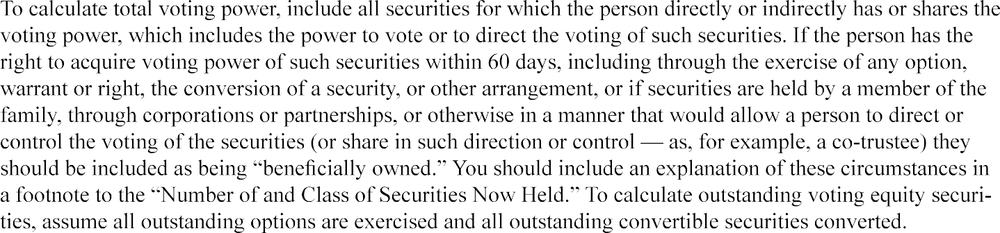 To calculate total voting power, include all securities for which the person directly or indirectly has or shares the
voting power, which includes the power to vote or to direct the voting of such securities. If the person has the
right to acquire voting power of such securities within 60 days, including through the exercise of any option,
warrant or right, the conversion of a security, or other arrangement, or if securities are held by a member of the
family, through corporations or partnerships, or otherwise in a manner that would allow a person to direct or
control the voting of the securities (or share in such direction or control — as, for example, a co-trustee) they
should be included as being “beneficially owned.” You should include an explanation of these circumstances in
a footnote to the “Number of and Class of Securities Now Held.” To calculate outstanding voting equity securi-
ties, assume all outstanding options are exercised and all outstanding convertible securities converted.